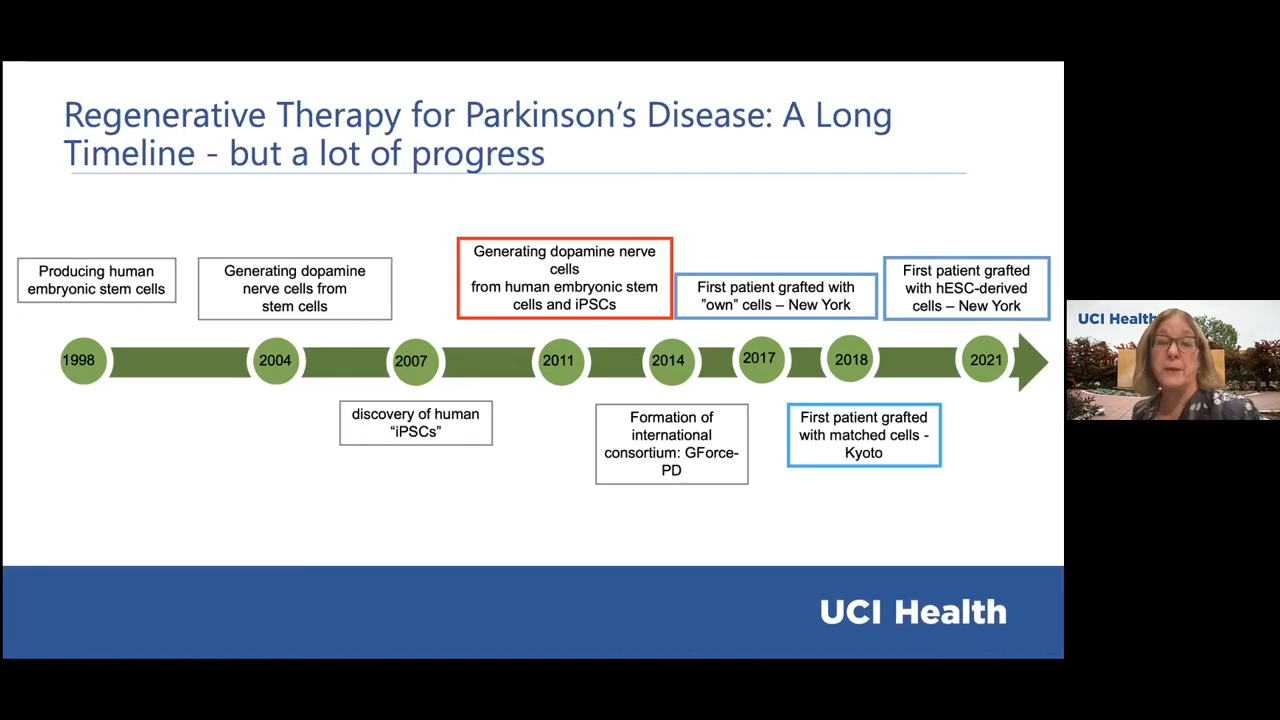 Regenerative Therapy for Parkinson’s Disease: A Long
Timeline - but a lot of progress
Producing human
embryonic stem cells
Generating dopamine
nerve cells from
stem cells
Generating dopamine nerve
cells
from human embryonic stem
cells and iPSCs
First patient grafted with
”own” cells – New York
First patient grafted
with hESC-derived
cells – New York
1998
2004
2007
2011
2014
2017
2018
2021
discovery of human
“iPSCs”
Formation of
international
consortium: GForce-
PD
First patient grafted
with matched cells -
Kyoto
UCI Health
UCI Health